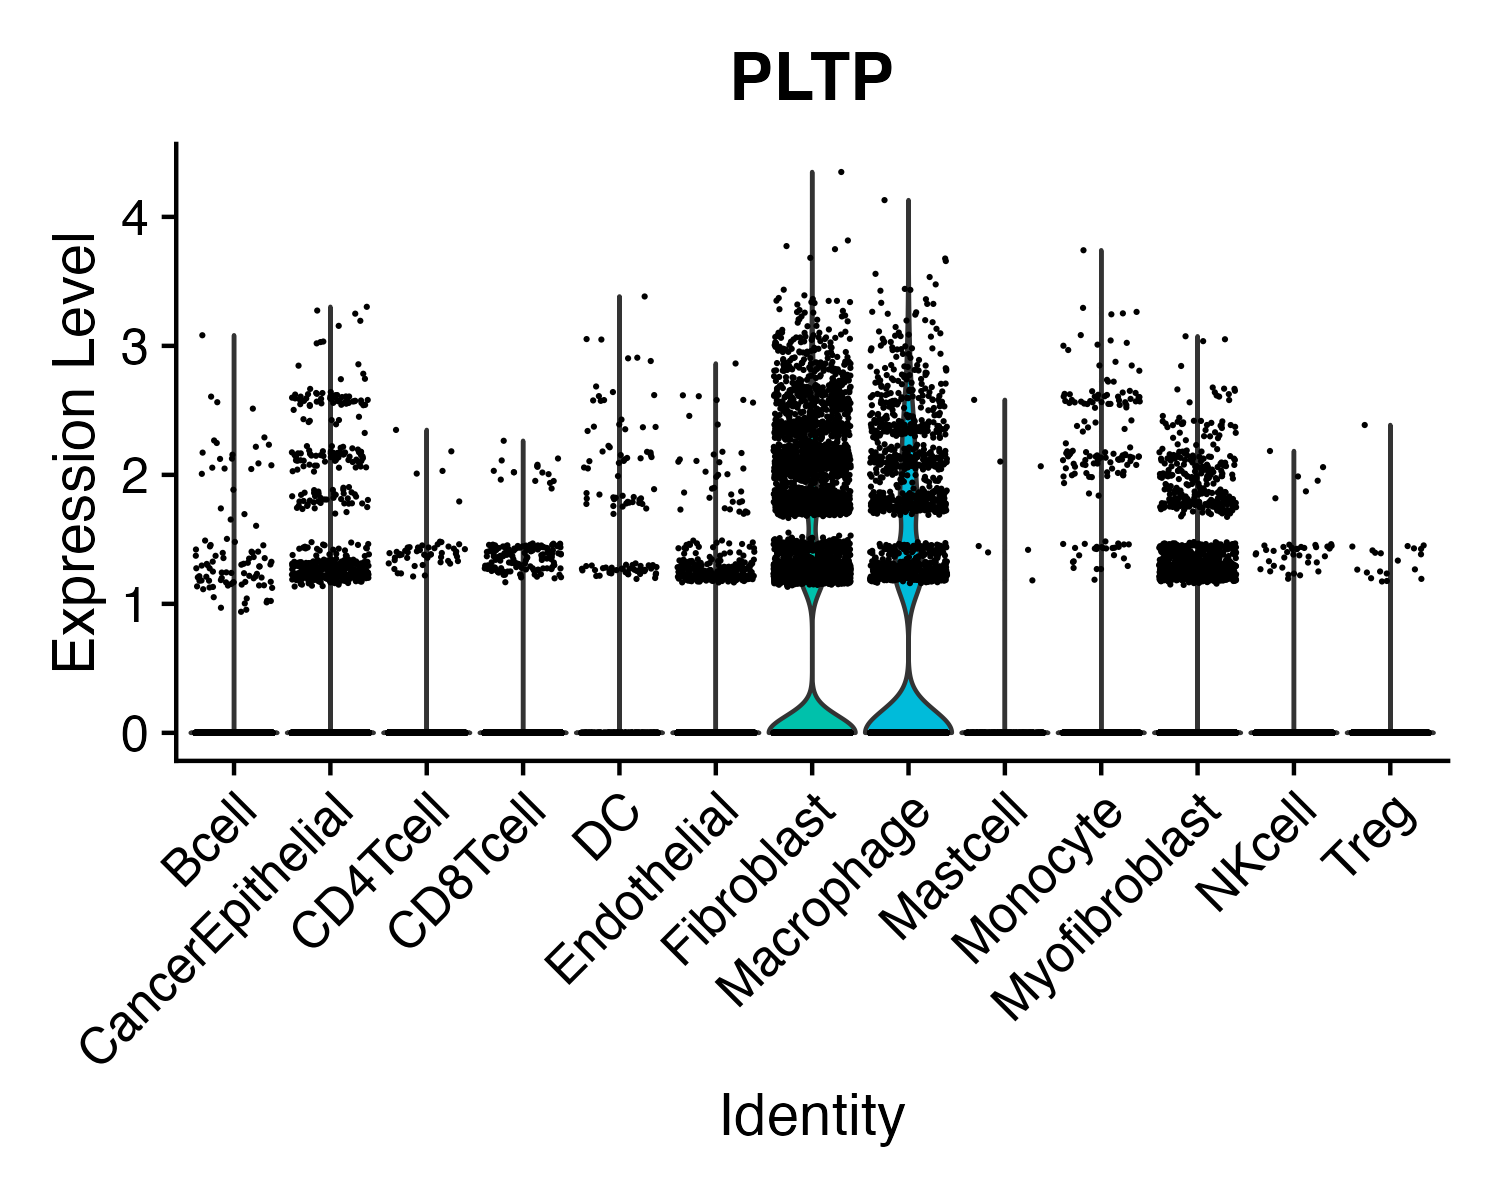 PLTP
Expression Level
4
3
2
1
0
Bcell
CancerEpithelial
CD4Tcell
CD8Tcell
DC
Endothelial
Fibroblast
Macrophage
Mastcell
Monocyte
Myofibroblast
NKcell
Treg
Identity